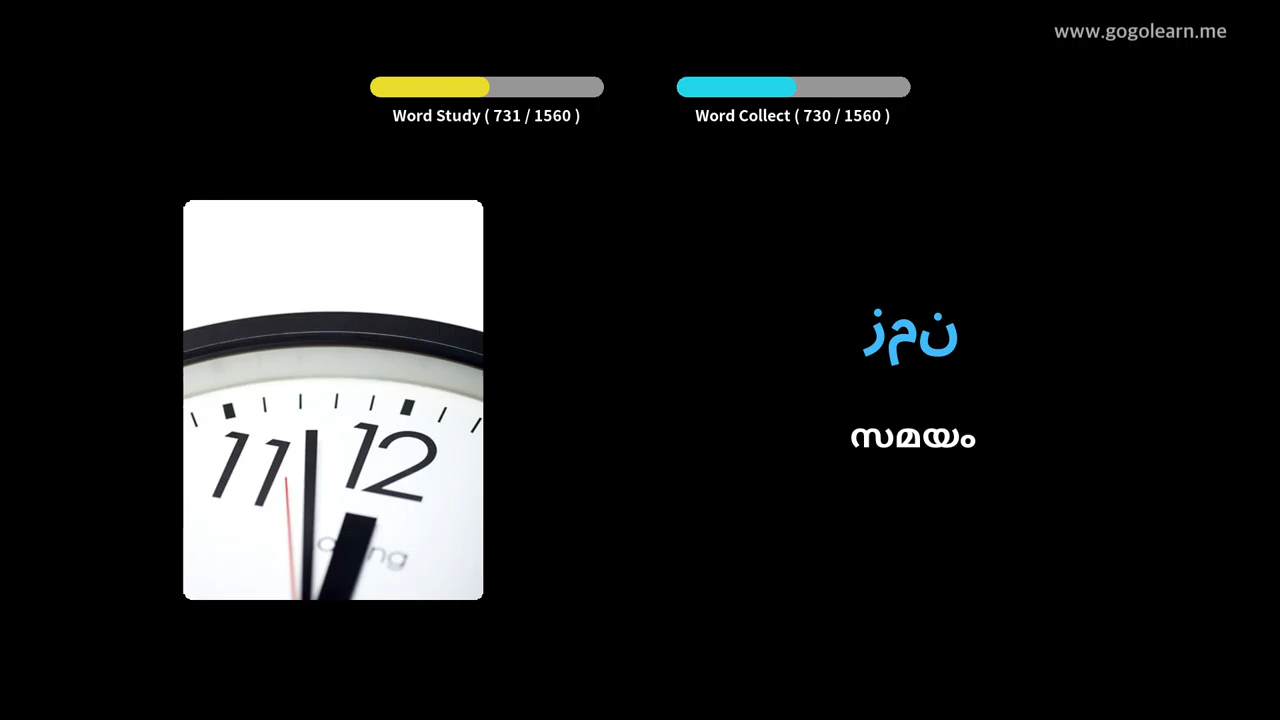 www.gogolearn.me
Word Study ( 731 / 1560 )
Word Collect ( 730 / 1560 )
زمن
സമയം
11 12